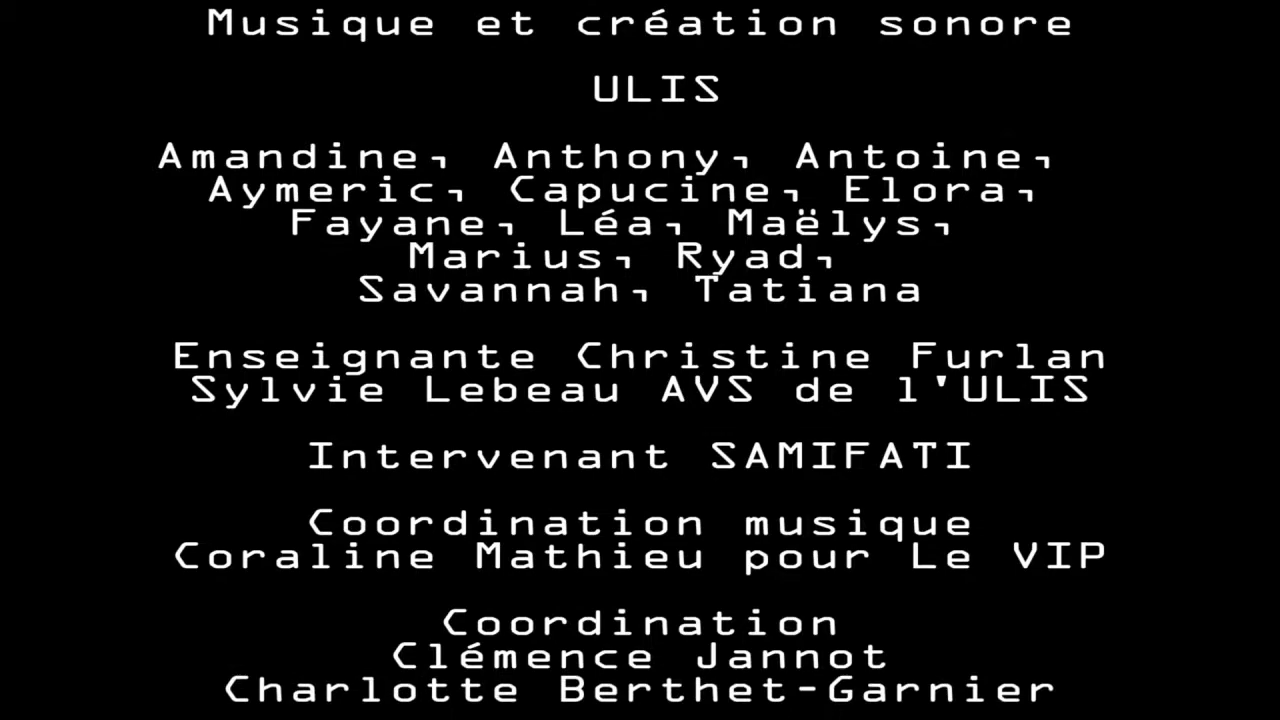 Musique et création sonore
ULIS
Amandine, Anthony, Antoine,
Aymeric, Capucine, Elora,
Fayane, Léa, Maëlys,
Marius, Ryad,
Savannah, Tatiana
Enseignante Christine Furlan
Sylvie Lebeau AVS de l'ULIS
Intervenant SAMIFATI
Coordination musique
Coraline Mathieu pour Le VIP
Coordination
Clémence Jannot
Charlotte Berthet-Garnier